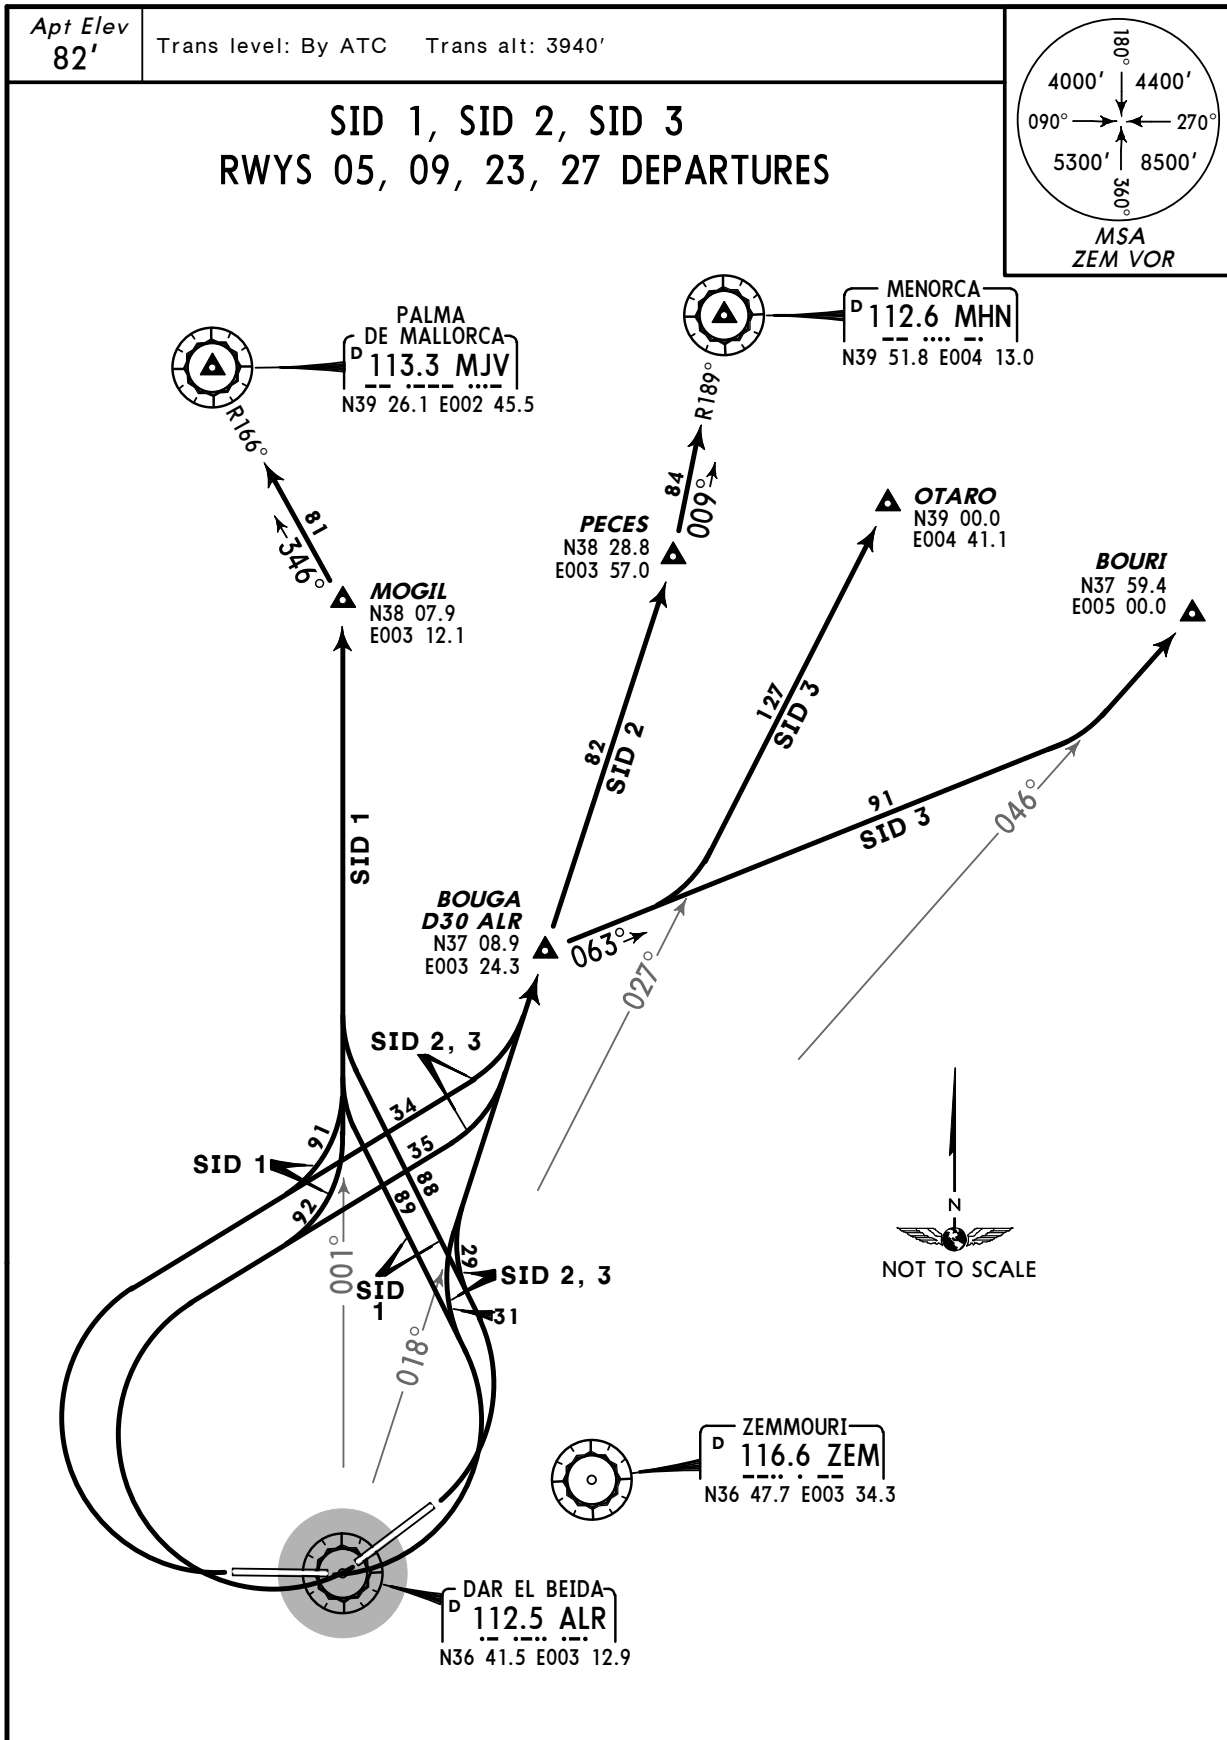 Apt Elev
82'
Trans level: By ATC Trans alt: 3940'
180°
4000' 4400'
090° 270°
5300' 8500'
360°
MSA
ZEM VOR
SID 1, SID 2, SID 3
RWYS 05, 09, 23, 27 DEPARTURES
MENORCA
D 112.6 MHN
N39 51.8 E004 13.0
PALMA
DE MALLORCA
D 113.3 MJV
N39 26.1 E002 45.5
R166°
R189°
81
346°
84
009°
MOGIL
N38 07.9
E003 12.1
PECES
N38 28.8
E003 57.0
OTARO
N39 00.0
E004 41.1
BOURI
N37 59.4
E005 00.0
82
SID 2
127
SID 3
91
SID 3
046°
SID 1
BOUGA
D30 ALR
N37 08.9
E003 24.3
063°
027°
SID 2, 3
34
35
91
SID 1
92
88
89
001°
SID
1
29
SID 2, 3
31
018°
N
NOT TO SCALE
ZEMMOURI
D 116.6 ZEM
N36 47.7 E003 34.3
DAR EL BEIDA
D 112.5 ALR
N36 41.5 E003 12.9